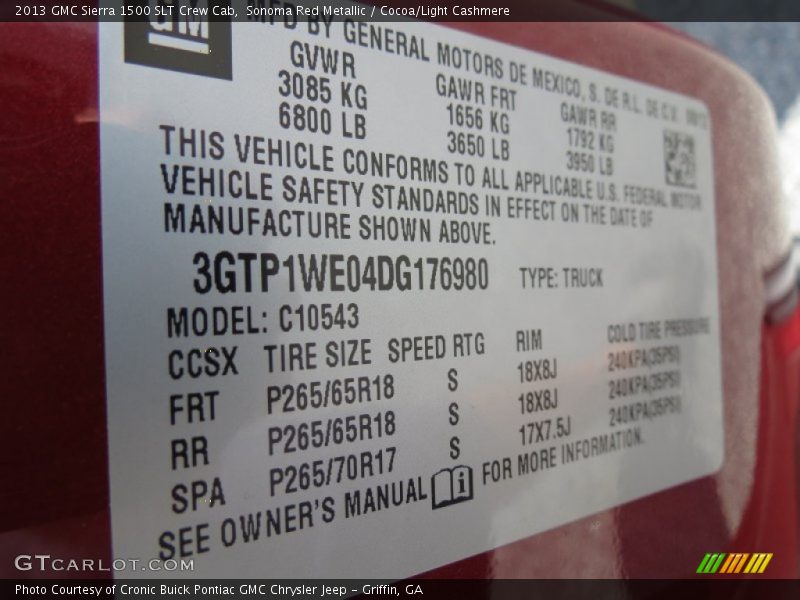 2013 GMC Sierra 1500 SLT Crew Cab, Sonoma Red Metallic / Cocoa/Light Cashmere
GM
MFD BY GENERAL MOTORS DE MEXICO, S. DE R.L. DE C.V.
GVWR GAWR FRT GAWR RR
3085 KG 1656 KG 1792 KG
6800 LB 3650 LB 3950 LB
THIS VEHICLE CONFORMS TO ALL APPLICABLE U.S. FEDERAL MOTOR
VEHICLE SAFETY STANDARDS IN EFFECT ON THE DATE OF
MANUFACTURE SHOWN ABOVE.
3GTP1WE04DG176980 TYPE: TRUCK
MODEL: C10543
CCSX TIRE SIZE SPEED RTG RIM COLD TIRE PRESSURE
FRT P265/65R18 S 18X8J 240KPA(35PSI)
RR P265/65R18 S 18X8J 240KPA(35PSI)
SPA P265/70R17 S 17X7.5J 240KPA(35PSI)
SEE OWNER'S MANUAL i FOR MORE INFORMATION.
GTCARLOT.COM
Photo Courtesy of Cronic Buick Pontiac GMC Chrysler Jeep – Griffin, GA